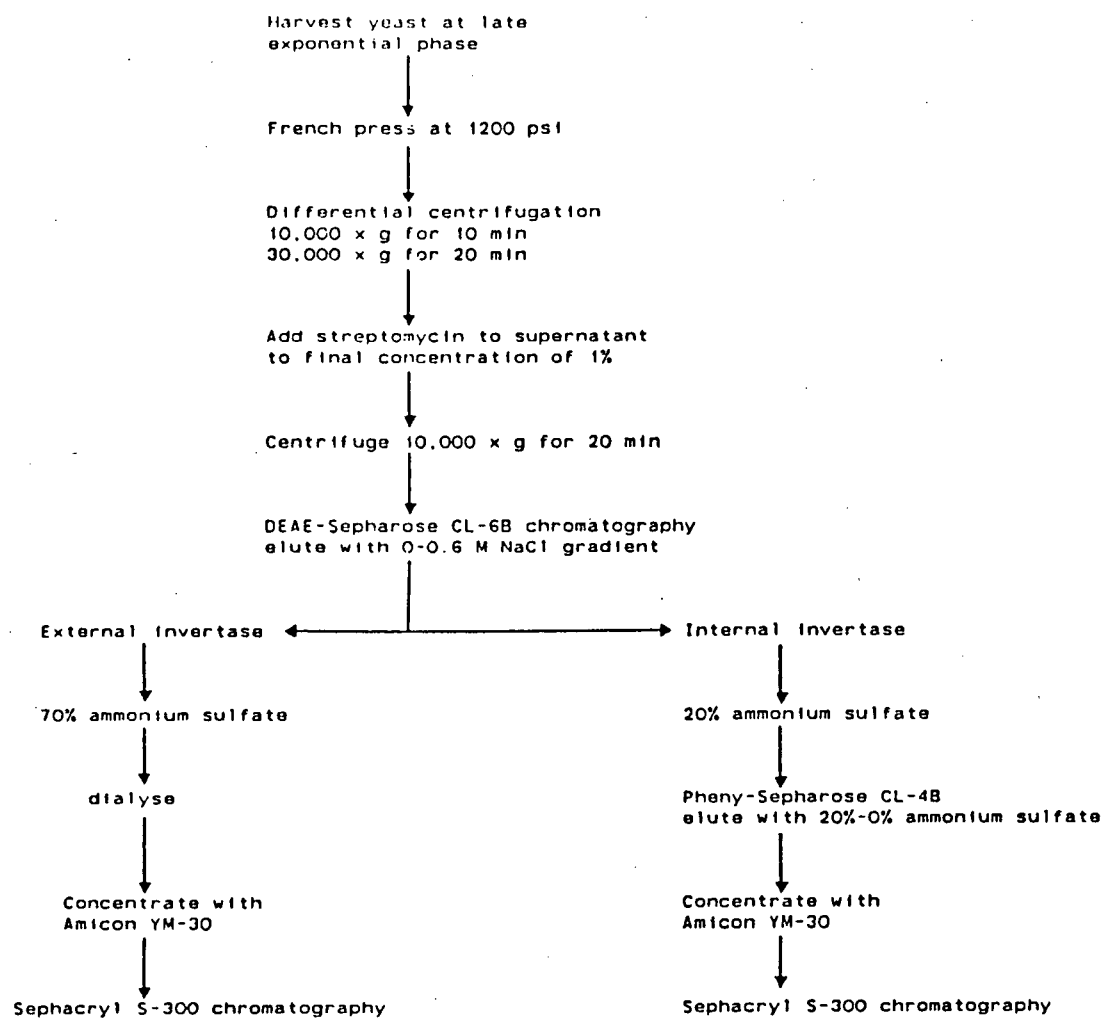 Harvest yeast at late
exponential phase
French press at 1200 psi
Differential centrifugation
10,000 x g for 10 min
30,000 x g for 20 min
Add streptomycin to supernatant
to final concentration of 1%
Centrifuge 10,000 x g for 20 min
DEAE-Sepharose CL-6B chromatography
elute with 0-0.6 M NaCl gradient
External invertase
Internal invertase
70% ammonium sulfate
20% ammonium sulfate
dialyse
Pheny-Sepharose CL-4B
elute with 20%-0% ammonium sulfate
Concentrate with
Amicon YM-30
Concentrate with
Amicon YM-30
Sephacryl S-300 chromatography
Sephacryl S-300 chromatography